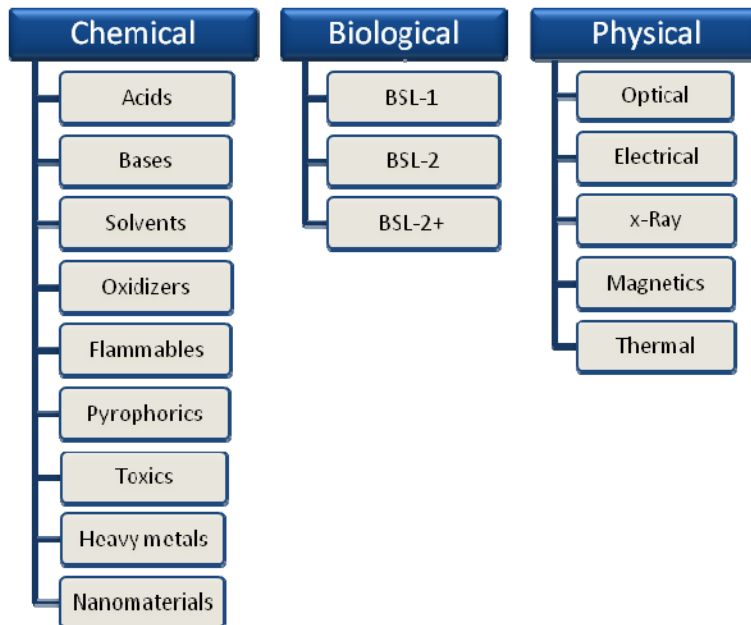 Chemical
Acids
Bases
Solvents
Oxidizers
Flammables
Pyrophorics
Toxics
Heavy metals
Nanomaterials
Biological
BSL-1
BSL-2
BSL-2+
Physical
Optical
Electrical
x-Ray
Magnetics
Thermal